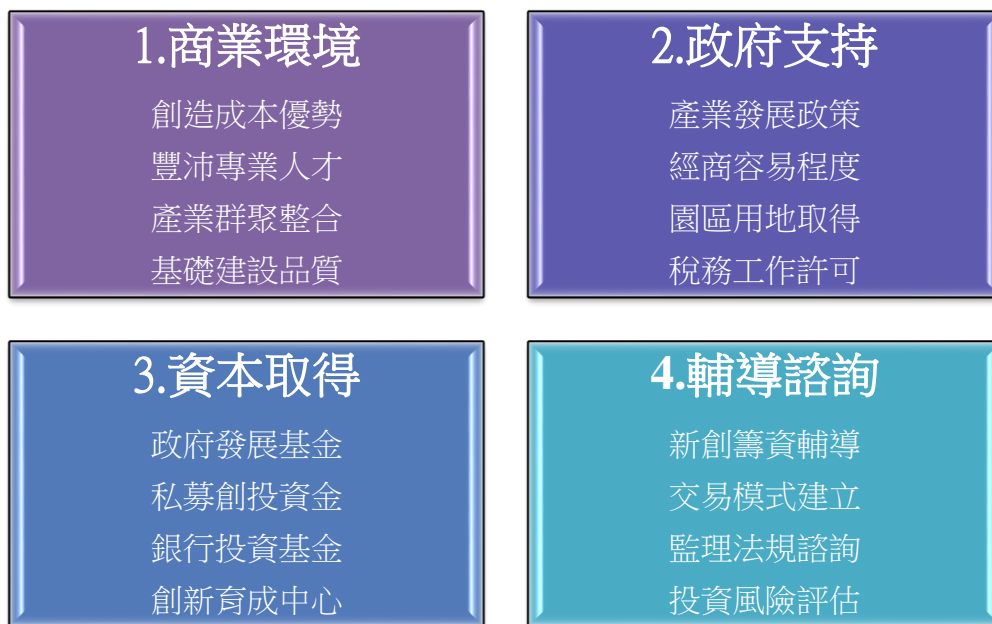 1.商業環境
創造成本優勢
豐沛專業人才
產業群聚整合
基礎建設品質
2.政府支持
產業發展政策
經商容易程度
園區用地取得
稅務工作許可
3.資本取得
政府發展基金
私募創投資金
銀行投資基金
創新育成中心
4.輔導諮詢
新創籌資輔導
交易模式建立
監理法規諮詢
投資風險評估